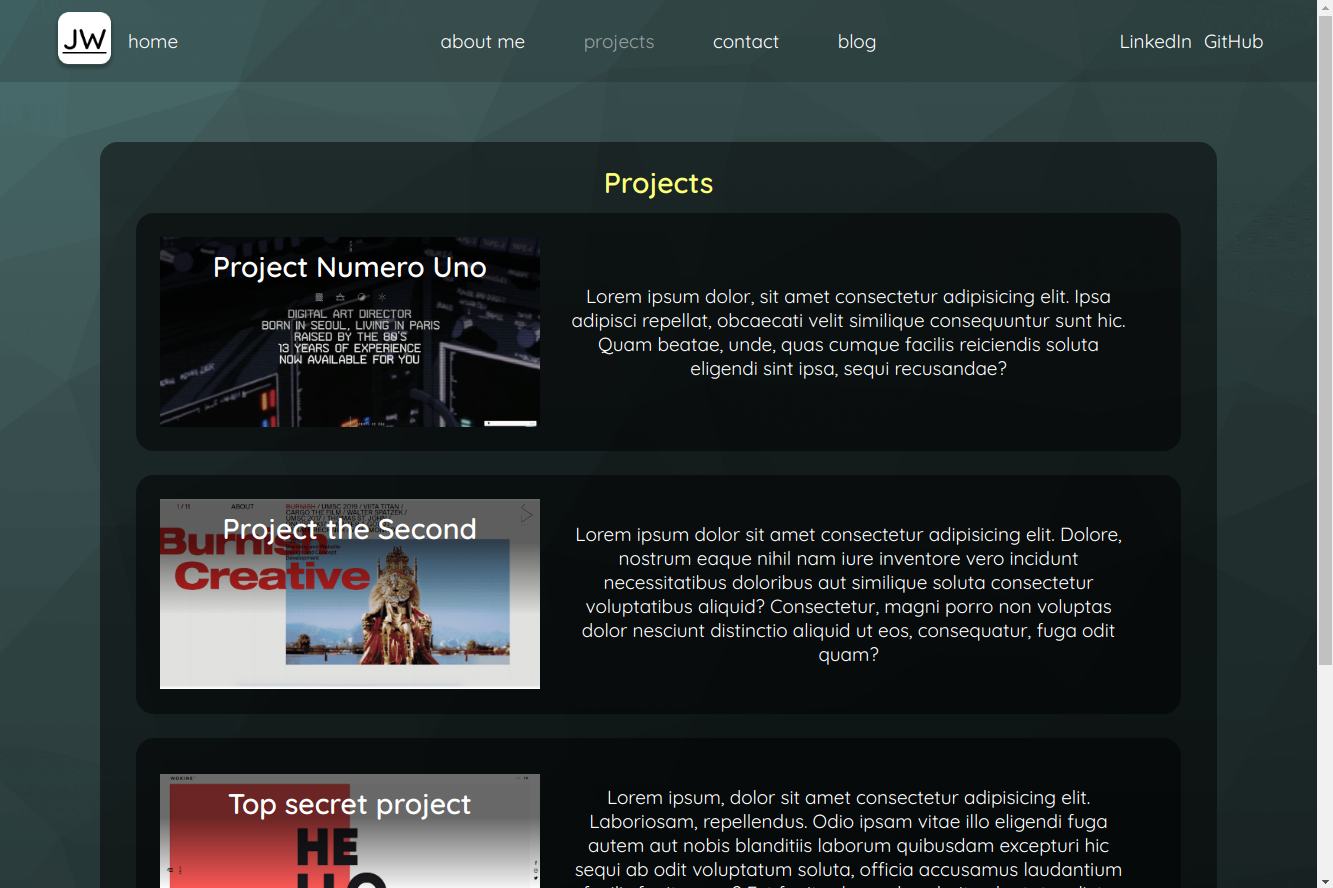 JW
home
about me
projects
contact
blog
LinkedIn
GitHub
Projects
Project Numero Uno
DIGITAL ART DIRECTOR
BORN IN SEOUL, LIVING IN PARIS
RAISED BY THE 80'S
13 YEARS OF EXPERIENCE
NOW AVAILABLE FOR YOU
Lorem ipsum dolor, sit amet consectetur adipisicing elit. Ipsa
adipisci repellat, obcaecati velit similique consequuntur sunt hic.
Quam beatae, unde, quas cumque facilis reiciendis soluta
eligendi sint ipsa, sequi recusandae?
1 / 11
ABOUT
BURNISH / UMSC 2019 / VIITA TITAN /
CARGO THE FILM / WALTER SPATZEK /
Project the Second
Burnish
Creative
Lorem ipsum dolor sit amet consectetur adipisicing elit. Dolore,
nostrum eaque nihil nam iure inventore vero incidunt
necessitatibus doloribus aut similique soluta consectetur
voluptatibus aliquid? Consectetur, magni porro non voluptas
dolor nesciunt distinctio aliquid ut eos, consequatur, fuga odit
quam?
WOKINE
Top secret project
HE
Lorem ipsum, dolor sit amet consectetur adipisicing elit.
Laboriosam, repellendus. Odio ipsam vitae illo eligendi fuga
autem aut nobis blanditiis laborum quibusdam excepturi hic
sequi ab odit voluptatum soluta, officia accusamus laudantium